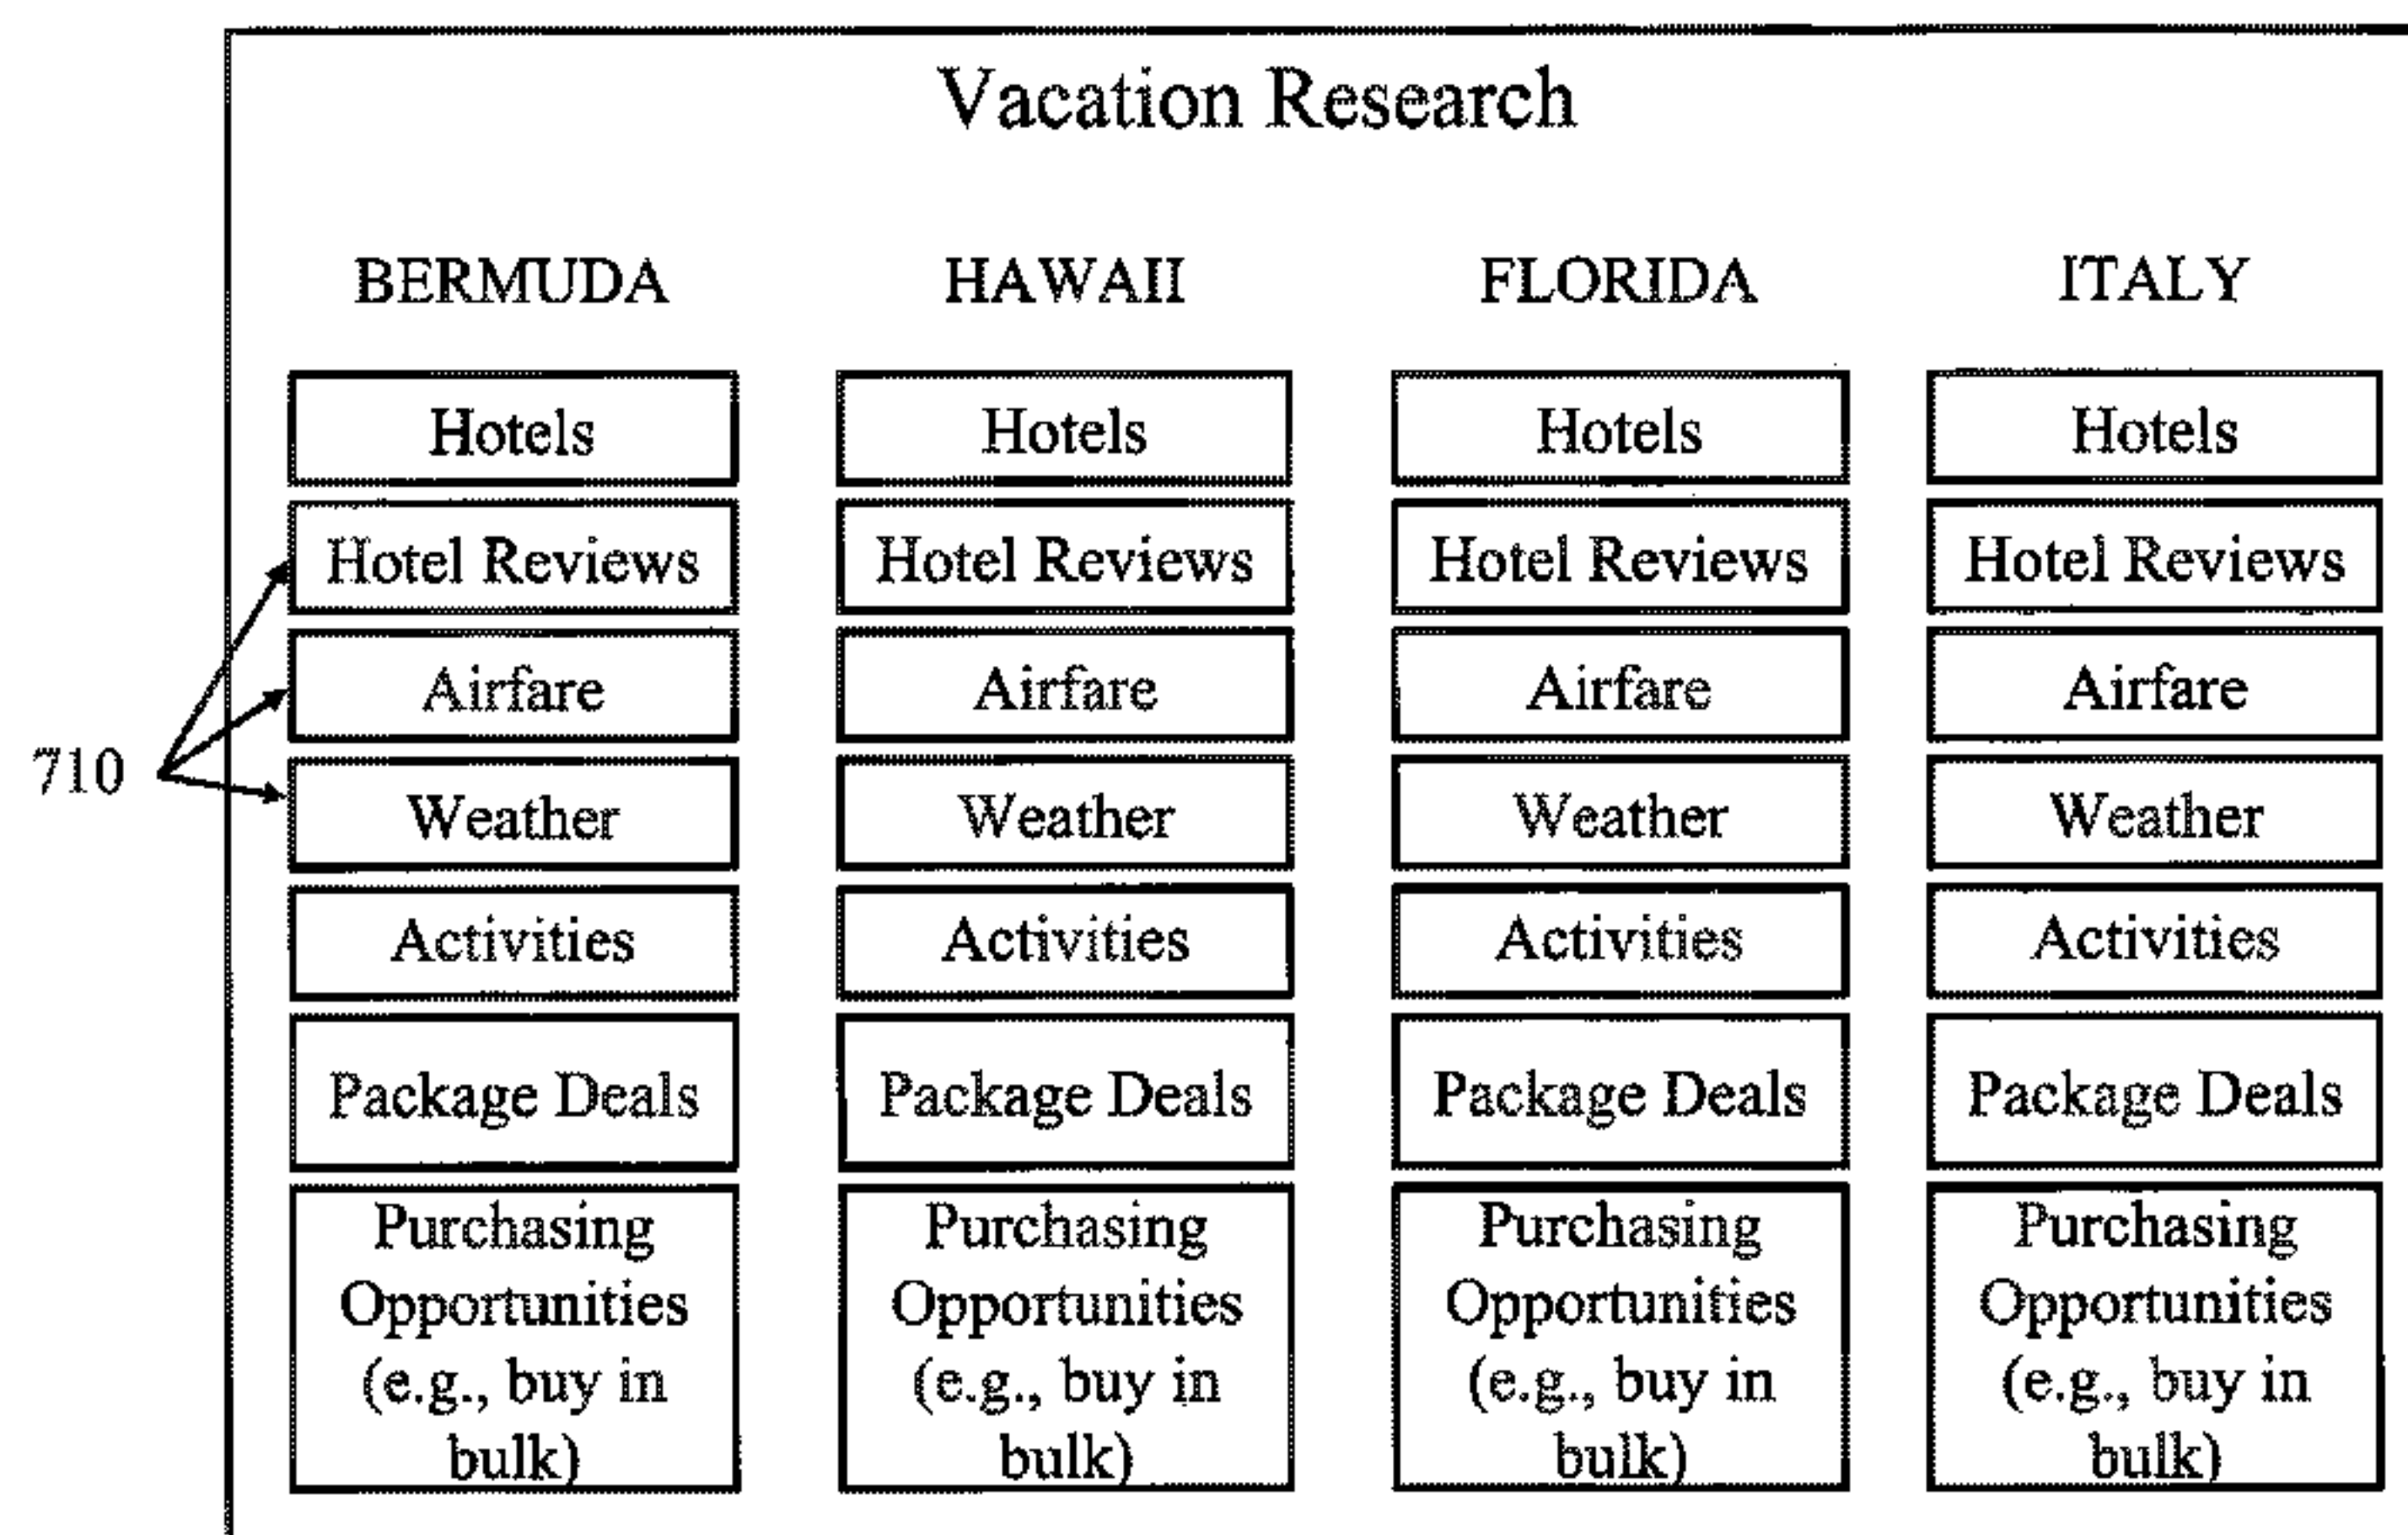 Vacation Research
BERMUDA HAWAII FLORIDA ITALY
Hotels Hotels Hotels Hotels
Hotel Reviews Hotel Reviews Hotel Reviews Hotel Reviews
Airfare Airfare Airfare Airfare
710
Weather Weather Weather Weather
Activities Activities Activities Activities
Package Deals Package Deals Package Deals Package Deals
Purchasing Purchasing Purchasing Purchasing
Opportunities Opportunities Opportunities Opportunities
(e.g., buy in (e.g., buy in (e.g., buy in (e.g., buy in
bulk) bulk) bulk) bulk)